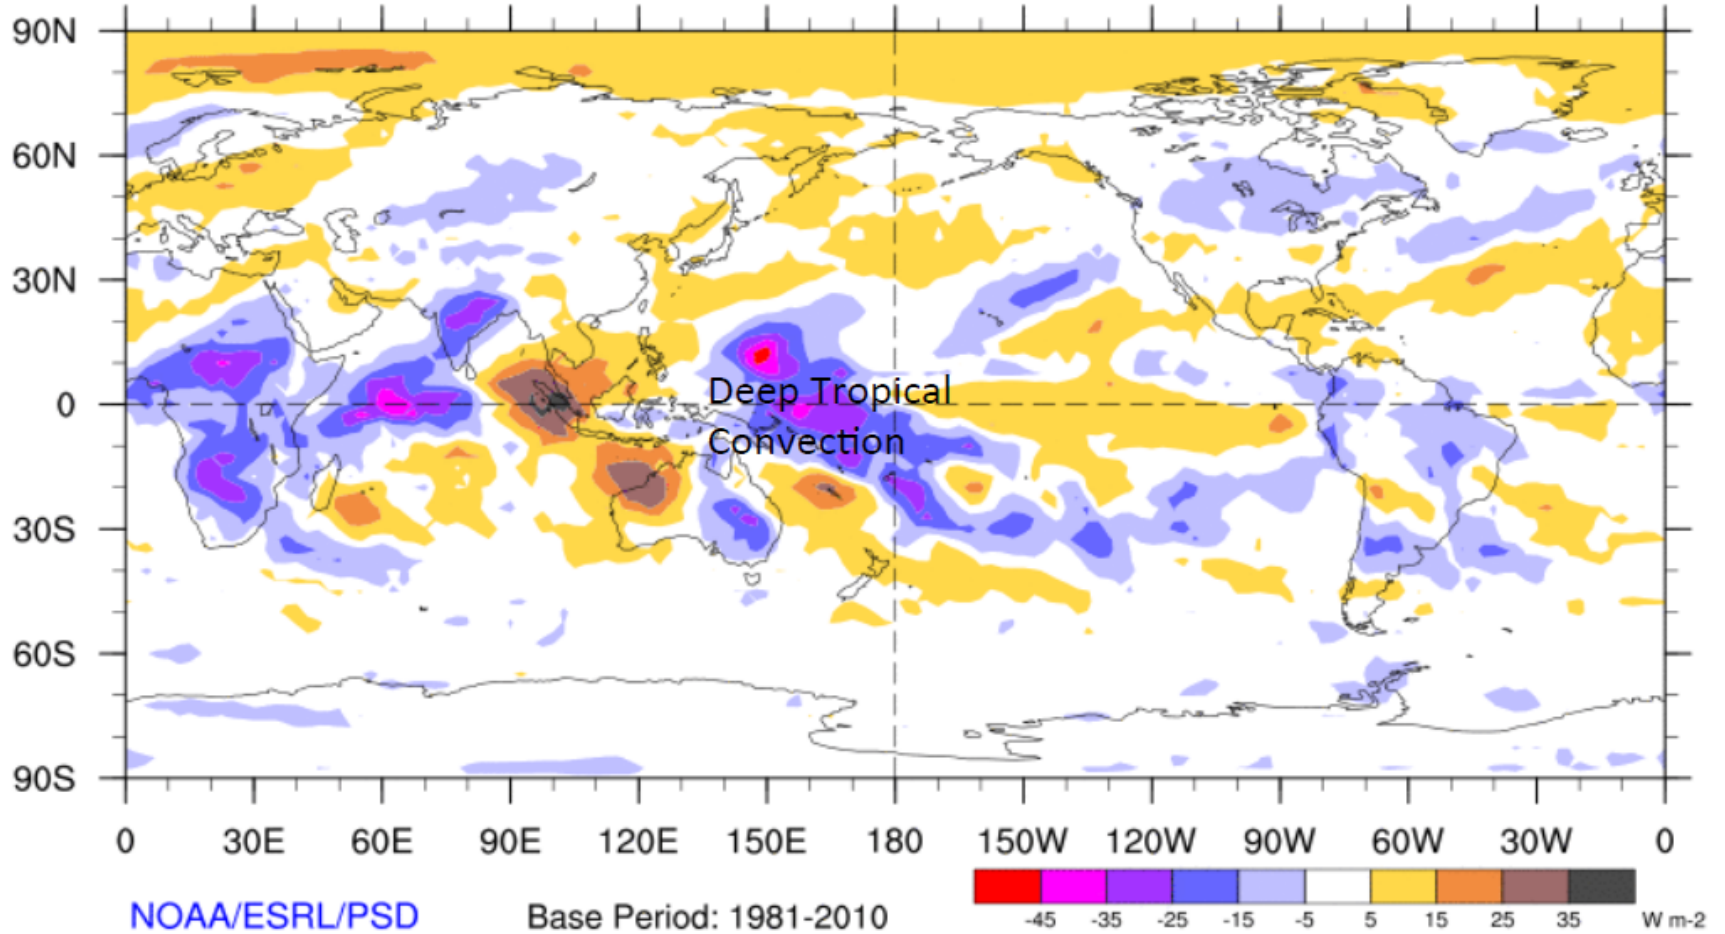 90N
60N
30N
0
30S
60S
90S
Deep Tropical
Convection
0 30E 60E 90E 120E 150E 180 150W 120W 90W 60W 30W 0
NOAA/ESRL/PSD Base Period: 1981-2010
-45 -35 -25 -15 -5 5 15 25 35 W m-2